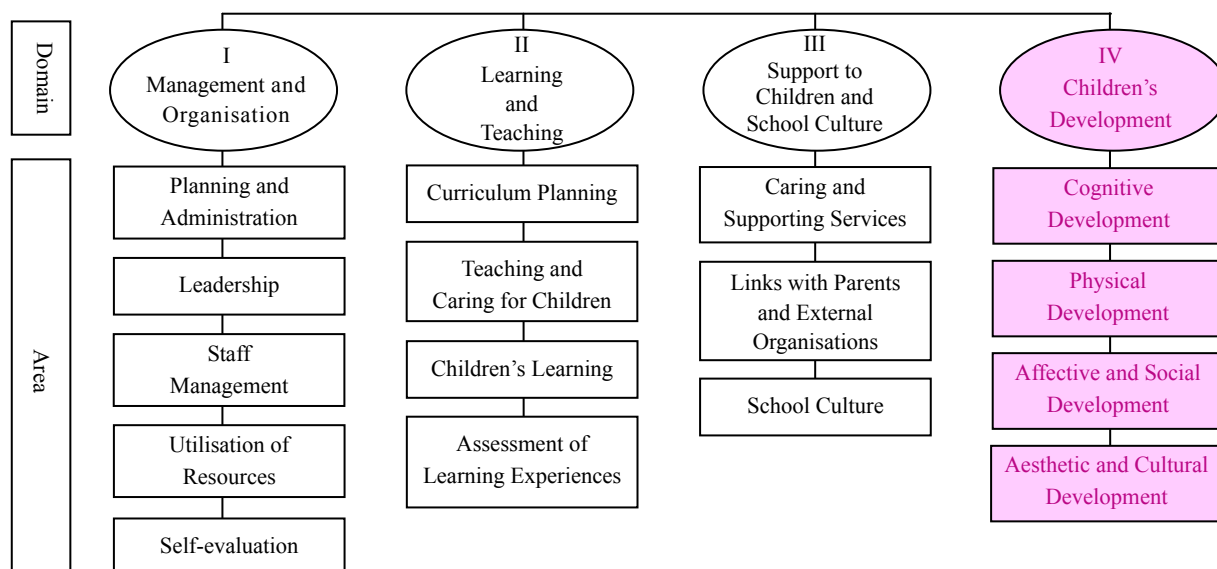 Domain
I
Management and
Organisation
II
Learning
and
Teaching
III
Support to
Children and
School Culture
IV
Children’s
Development
Area
Planning and
Administration
Leadership
Staff
Management
Utilisation of
Resources
Self-evaluation
Curriculum Planning
Teaching and
Caring for Children
Children’s Learning
Assessment of
Learning Experiences
Caring and
Supporting Services
Links with Parents
and External
Organisations
School Culture
Cognitive
Development
Physical
Development
Affective and Social
Development
Aesthetic and Cultural
Development